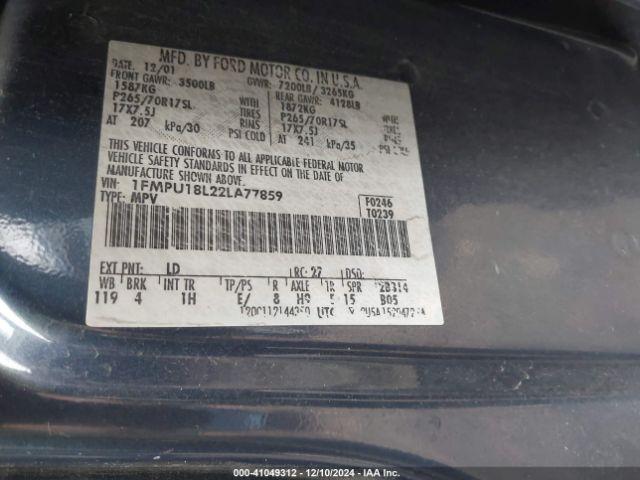 MFD. BY FORD MOTOR CO. IN U.S.A.
DATE: 12/01 GVWR: 7200LB/ 3265KG
FRONT GAWR: 3500LB REAR GAWR: 4128LB
1587KG WITH 1872KG WITH
P265/70R17SL TIRES P265/70R17SL
17X7.5J RIMS 17X7.5J
AT 207 kPa/30 PSI COLD AT 241 kPa/35 PSI
THIS VEHICLE CONFORMS TO ALL APPLICABLE FEDERAL MOTOR
VEHICLE SAFETY STANDARDS IN EFFECT ON THE DATE OF
MANUFACTURE SHOWN ABOVE.
VIN: 1FMPU18L22LA77859
TYPE: MPV
F0246
T0239
EXT PNT: LD RC: 27 DSO:
WB BRK INT TR TP/PS R AXLE TR SPR
119 4 1H E/ 8 H9 5 15 B05
000-41049312 - 12/10/2024 - IAA Inc.